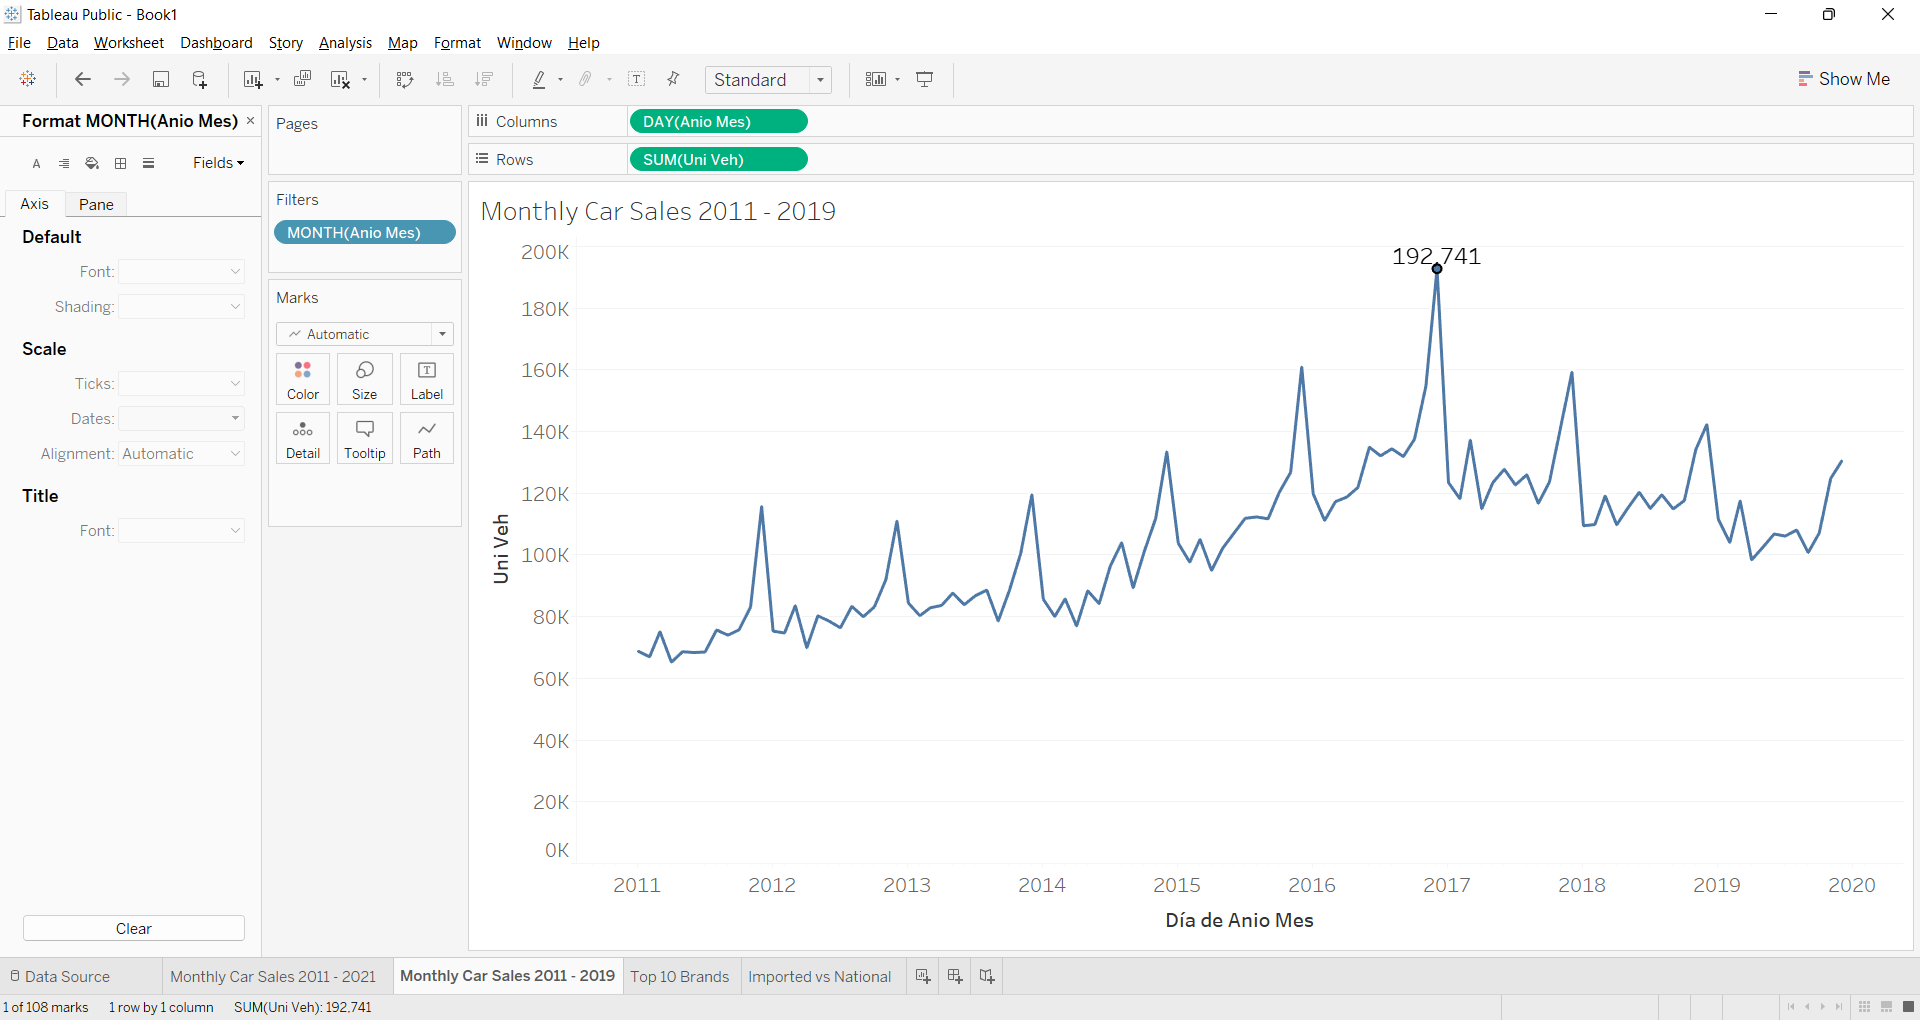 Tableau Public - Book1
File Data Worksheet Dashboard Story Analysis Map Format Window Help
Standard
Show Me
Format MONTH(Anio Mes) ×
Fields
Axis Pane
Default
Font:
Shading:
Scale
Ticks:
Dates:
Alignment: Automatic
Title
Font:
Clear
Pages
Filters
MONTH(Anio Mes)
Marks
Automatic
Color Size Label
Detail Tooltip Path
Columns DAY(Anio Mes)
Rows SUM(Uni Veh)
Monthly Car Sales 2011 - 2019
192,741
200K
180K
160K
140K
120K
100K
80K
60K
40K
20K
0K
Uni Veh
2011 2012 2013 2014 2015 2016 2017 2018 2019 2020
Día de Anio Mes
Data Source Monthly Car Sales 2011 - 2021 Monthly Car Sales 2011 - 2019 Top 10 Brands Imported vs National
1 of 108 marks 1 row by 1 column SUM(Uni Veh): 192,741